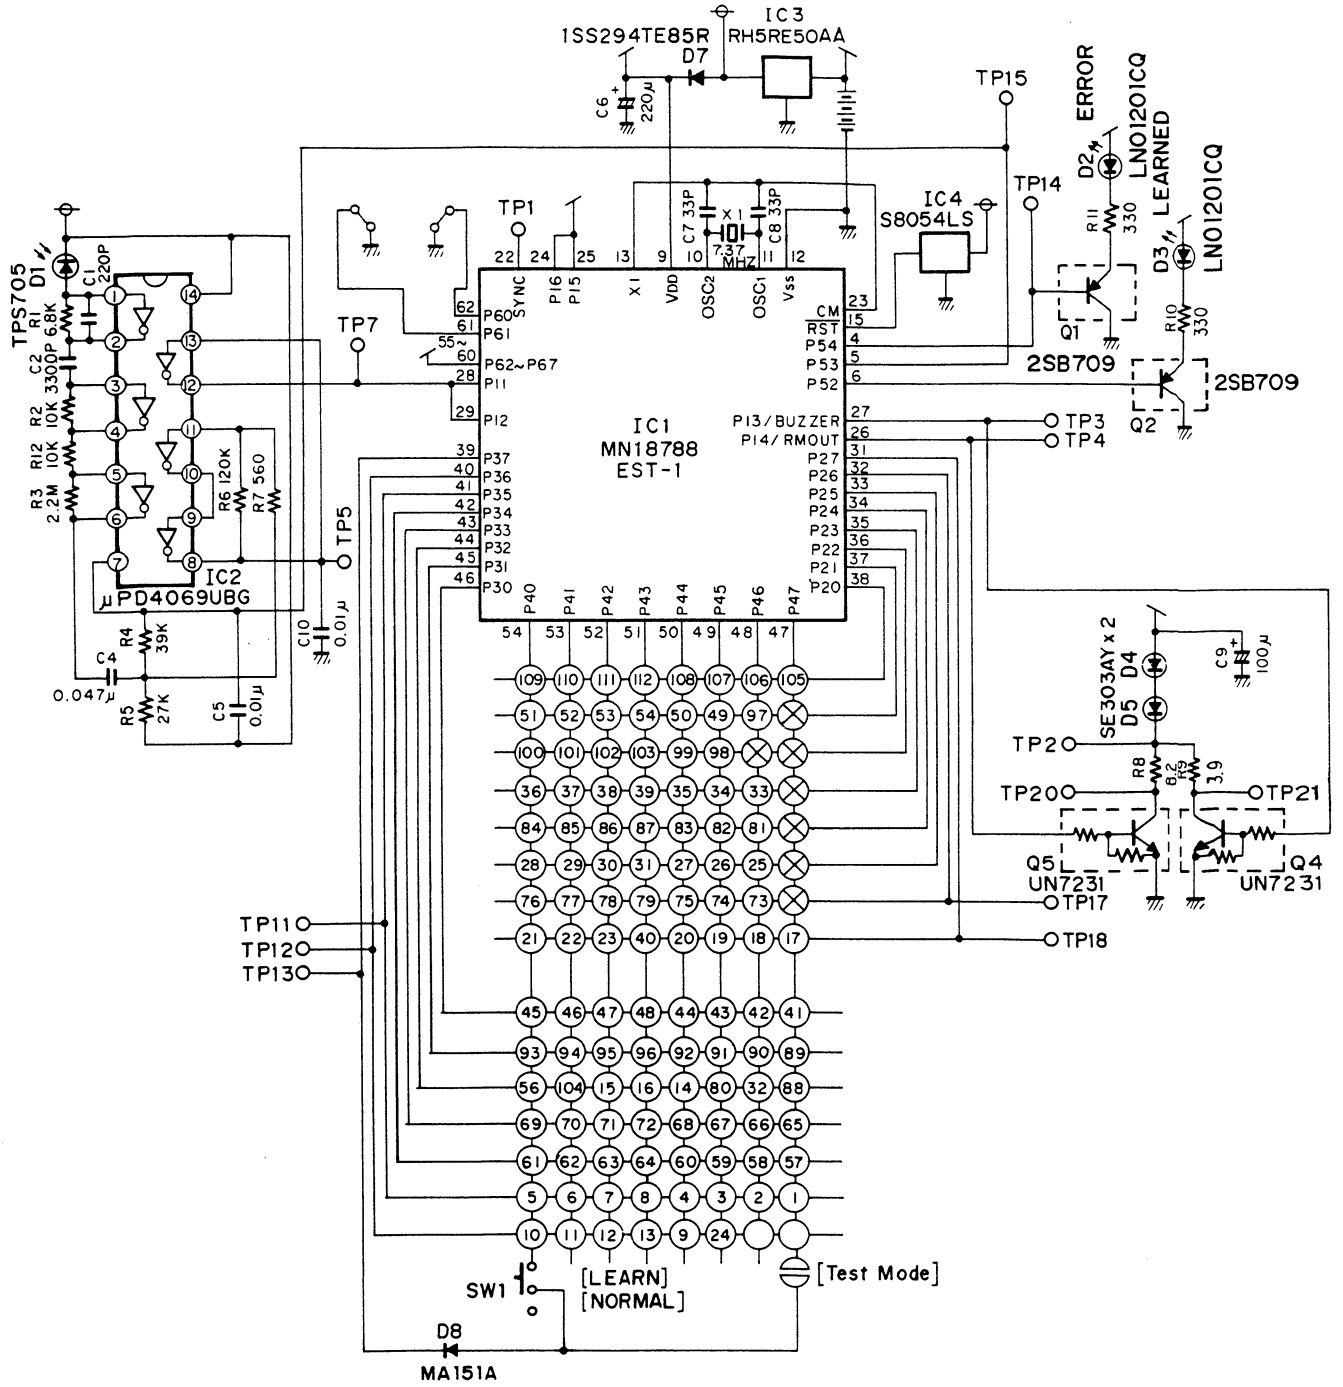 IC3
1SS294TE85R RH5RE50AA
D7
C6 + 220µ
TP15
ERROR
D2 LN01201CQ
LEARNED
D3 LN01201CQ
R11 330
R10 330
TP14
IC4
S8054LS
TP1
C7 33P
X1
7.37
MHZ
C8 33P
TPS705
D1
C1 220P
R1 6.8K
C2 3300P
R2 10K
R12 10K
R3 2.2M
1 14
2 13
3 12
4 11
5 10
6 9
7 8
IC2
µPD4069UBG
R6 120K
R7 560
TP7
TP5
R4 39K
C4
0.047µ
R5 27K
C5 0.01µ
C10 0.01µ
22 24 25 13 9 10 11 12
SYNC P16 P15 X1 VDD OSC2 OSC1 Vss
62 P60
61 P61
55~
60 P62~P67
28 P11
29 P12
39 P37
40 P36
41 P35
42 P34
43 P33
44 P32
45 P31
46 P30
IC1
MN18788
EST-1
CM 23
RST 15
P54 4
P53 5
P52 6
P13/BUZZER 27
P14/RMOUT 26
P27 31
P26 32
P25 33
P24 34
P23 35
P22 36
P21 37
P20 38
P40 P41 P42 P43 P44 P45 P46 P47
54 53 52 51 50 49 48 47
Q1
2SB709
2SB709
Q2
TP3
TP4
109 110 111 112 108 107 106 105
51 52 53 54 50 49 97
100 101 102 103 99 98
36 37 38 39 35 34 33
84 85 86 87 83 82 81
28 29 30 31 27 26 25
76 77 78 79 75 74 73
21 22 23 40 20 19 18 17
45 46 47 48 44 43 42 41
93 94 95 96 92 91 90 89
56 104 15 16 14 80 32 88
69 70 71 72 68 67 66 65
61 62 63 64 60 59 58 57
5 6 7 8 4 3 2 1
10 11 12 13 9 24
SE303AY x 2
D5 D4
C9 + 100µ
TP2
R8 8.2
R9 3.9
TP20
TP21
Q5
UN7231
Q4
UN7231
TP17
TP18
TP11
TP12
TP13
SW1
[LEARN]
[NORMAL]
[Test Mode]
D8
MA151A